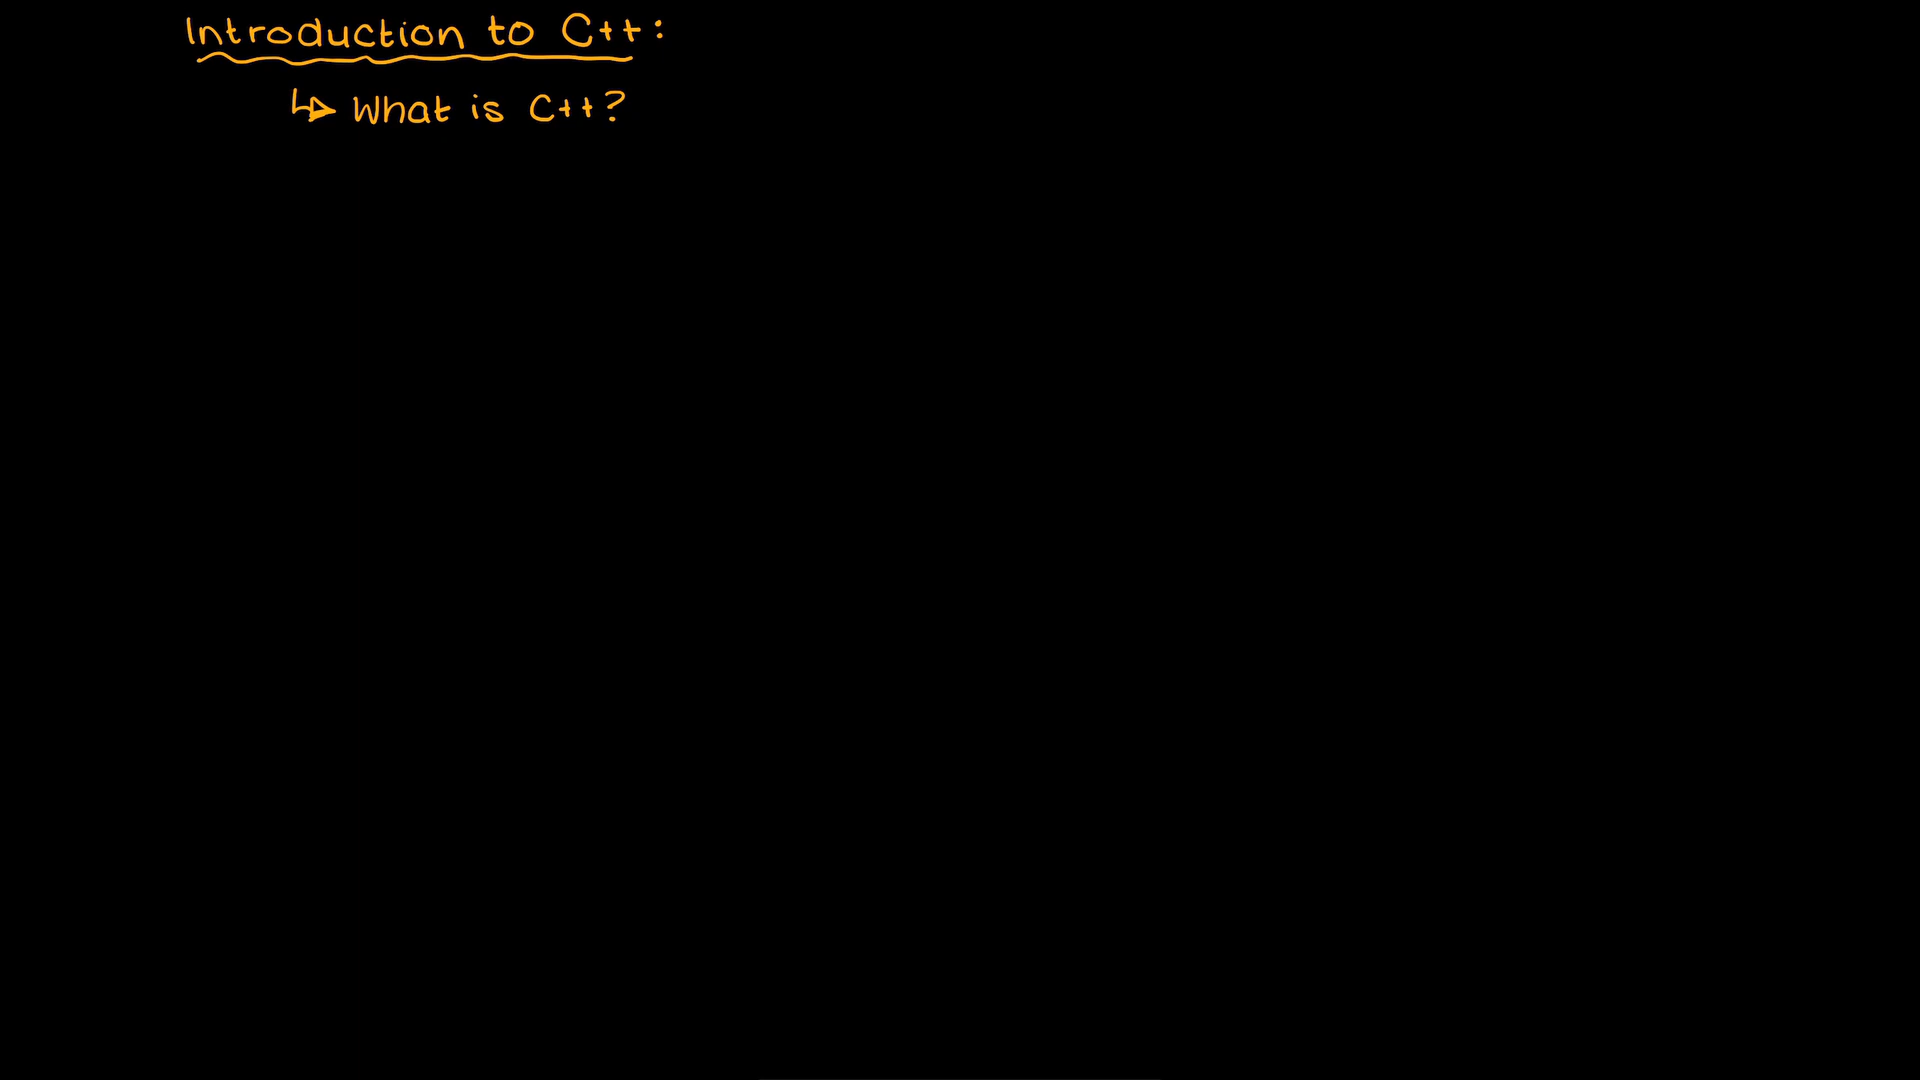 Introduction to C++:
↳ What is C++?